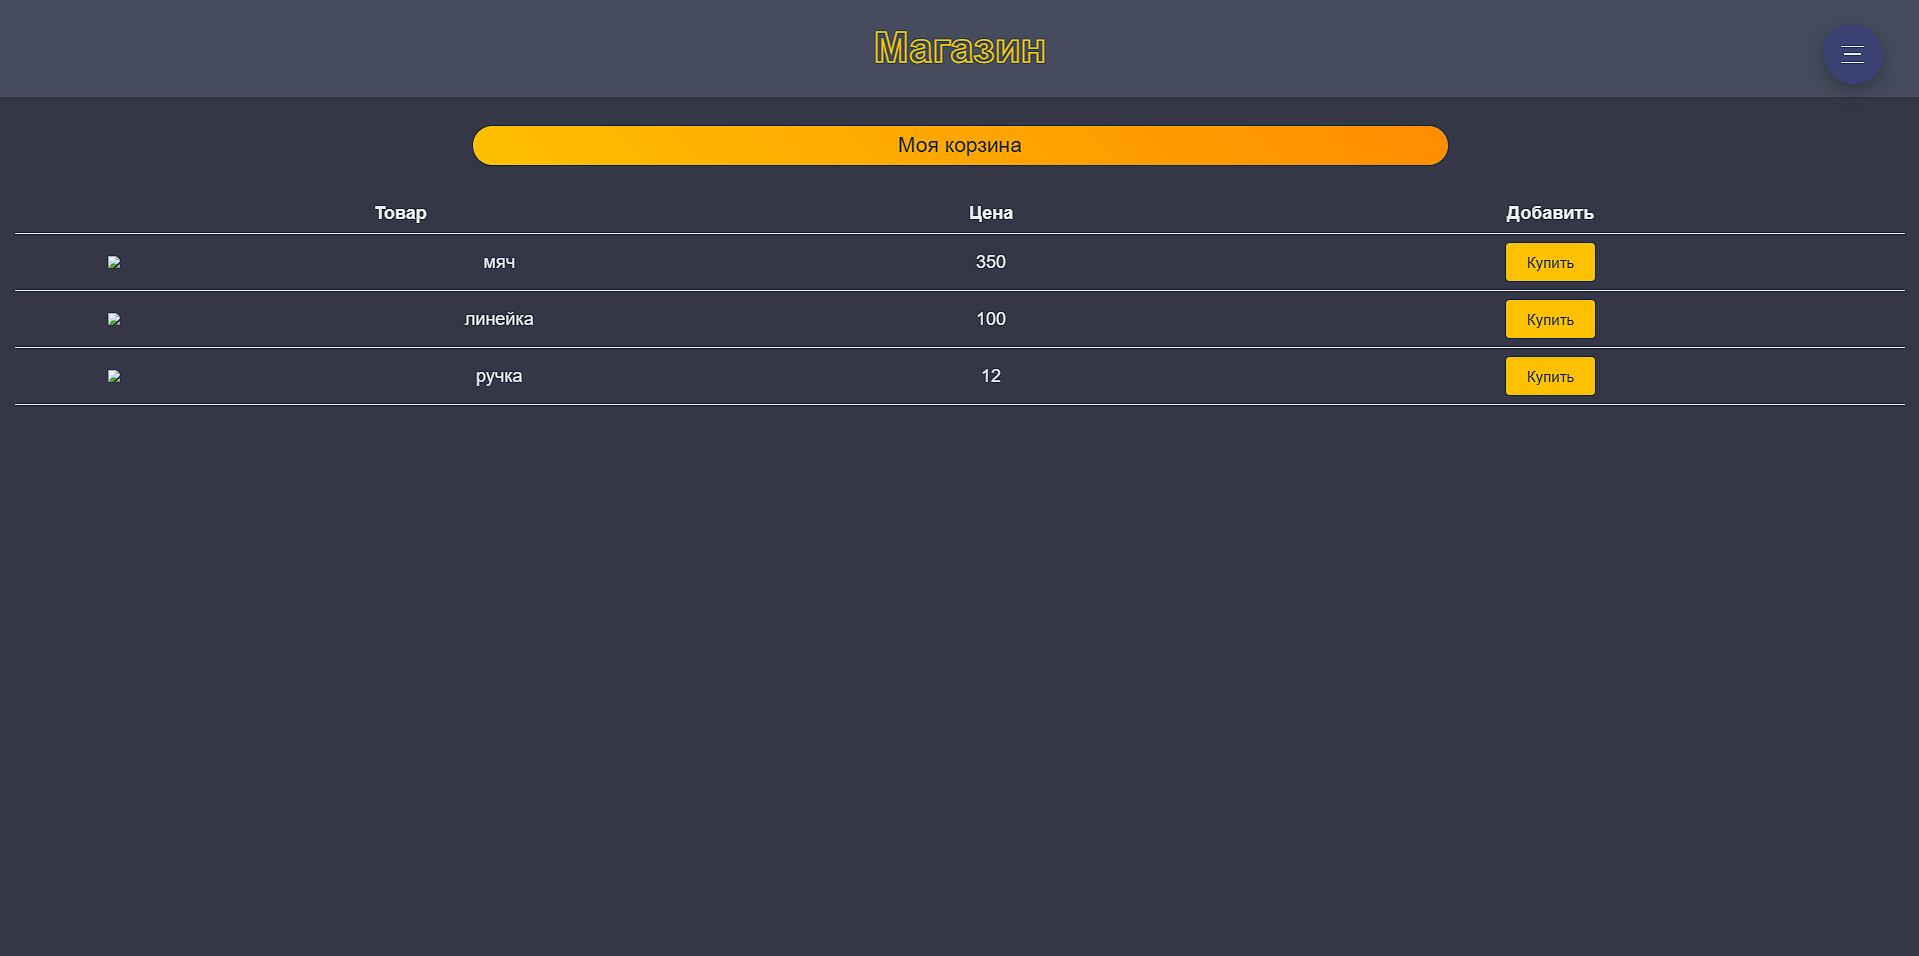 Магазин
Моя корзина
Товар Цена Добавить
мяч 350 Купить
линейка 100 Купить
ручка 12 Купить